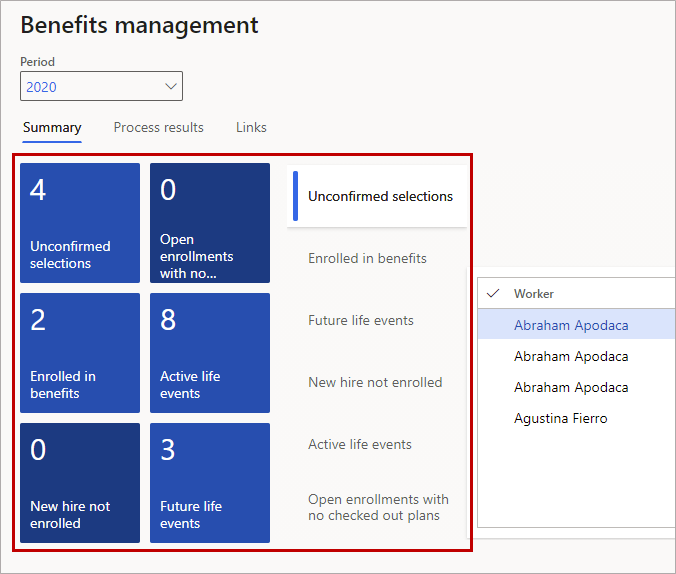 Benefits management
Period
2020
Summary
Process results
Links
4
Unconfirmed
selections
0
Open
enrollments
with no...
2
Enrolled in
benefits
8
Active life
events
0
New hire not
enrolled
3
Future life
events
Unconfirmed selections
Enrolled in benefits
Future life events
New hire not enrolled
Active life events
Open enrollments with
no checked out plans
Worker
Abraham Apodaca
Abraham Apodaca
Abraham Apodaca
Agustina Fierro